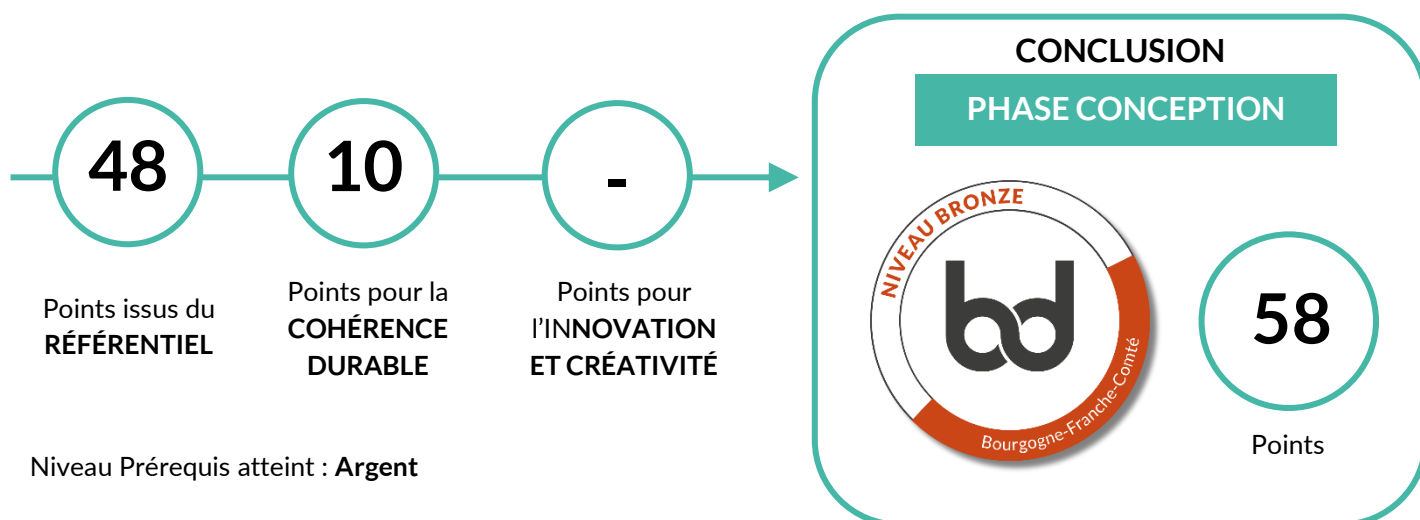 48
Points issus du
RÉFÉRENTIEL
10
Points pour la
COHÉRENCE
DURABLE
-
Points pour
l'INNOVATION
ET CRÉATIVITÉ
Niveau Prérequis atteint : Argent
CONCLUSION
PHASE CONCEPTION
NIVEAU BRONZE
bd
Bourgogne-Franche-Comté
58
Points